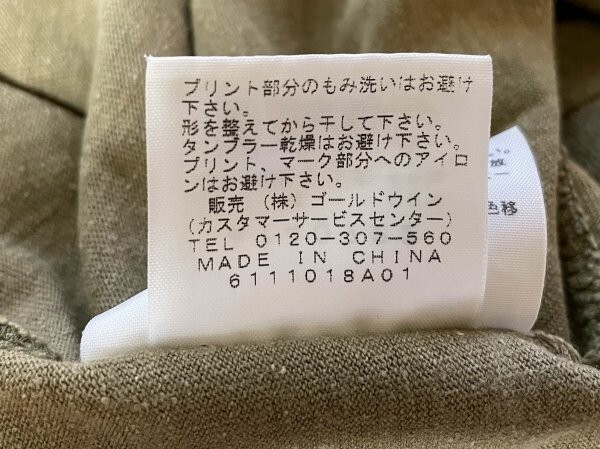 プリント部分のもみ洗いはお避け
下さい。
形を整えてから干して下さい。
タンブラー乾燥はお避け下さい。
プリント、マーク部分へのアイロ
ンはお避け下さい。
販売 (株)ゴールドウイン
(カスタマーサービスセンター)
TEL 0120-307-560
MADE IN CHINA
6111018A01
い。
放
色移